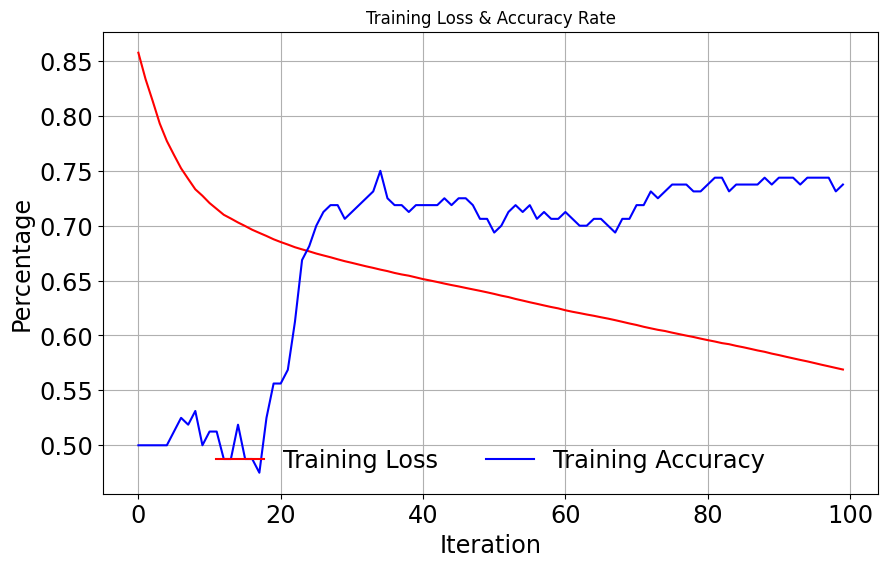 Training Loss & Accuracy Rate
Percentage
0.85
0.80
0.75
0.70
0.65
0.60
0.55
0.50
Training Loss Training Accuracy
0 20 40 60 80 100
Iteration